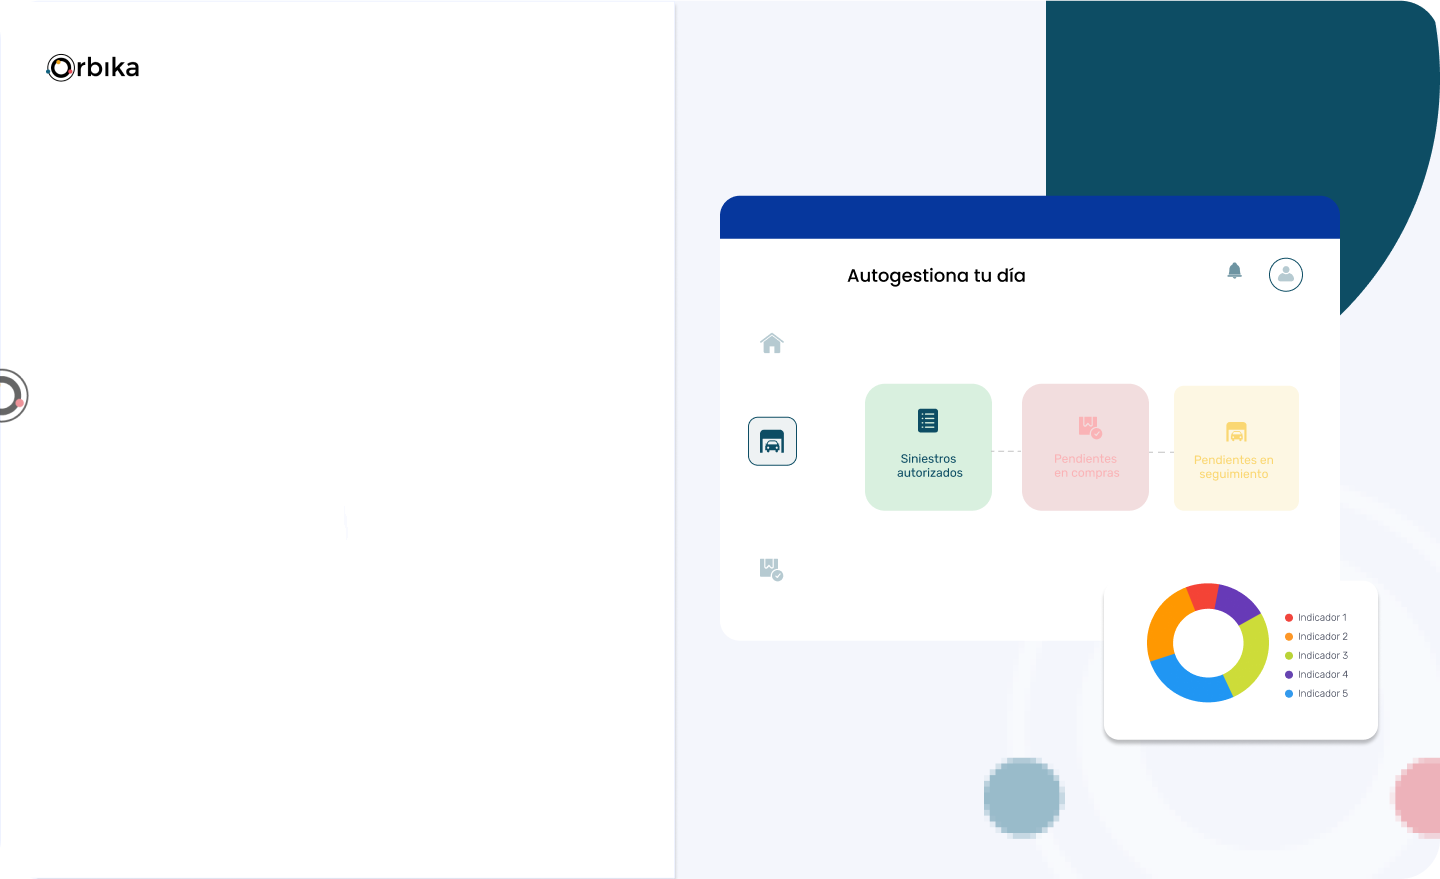 Orbika
Autogestiona tu día
Siniestros
autorizados
Pendientes
en compras
Pendientes en
seguimiento
Indicador 1
Indicador 2
Indicador 3
Indicador 4
Indicador 5